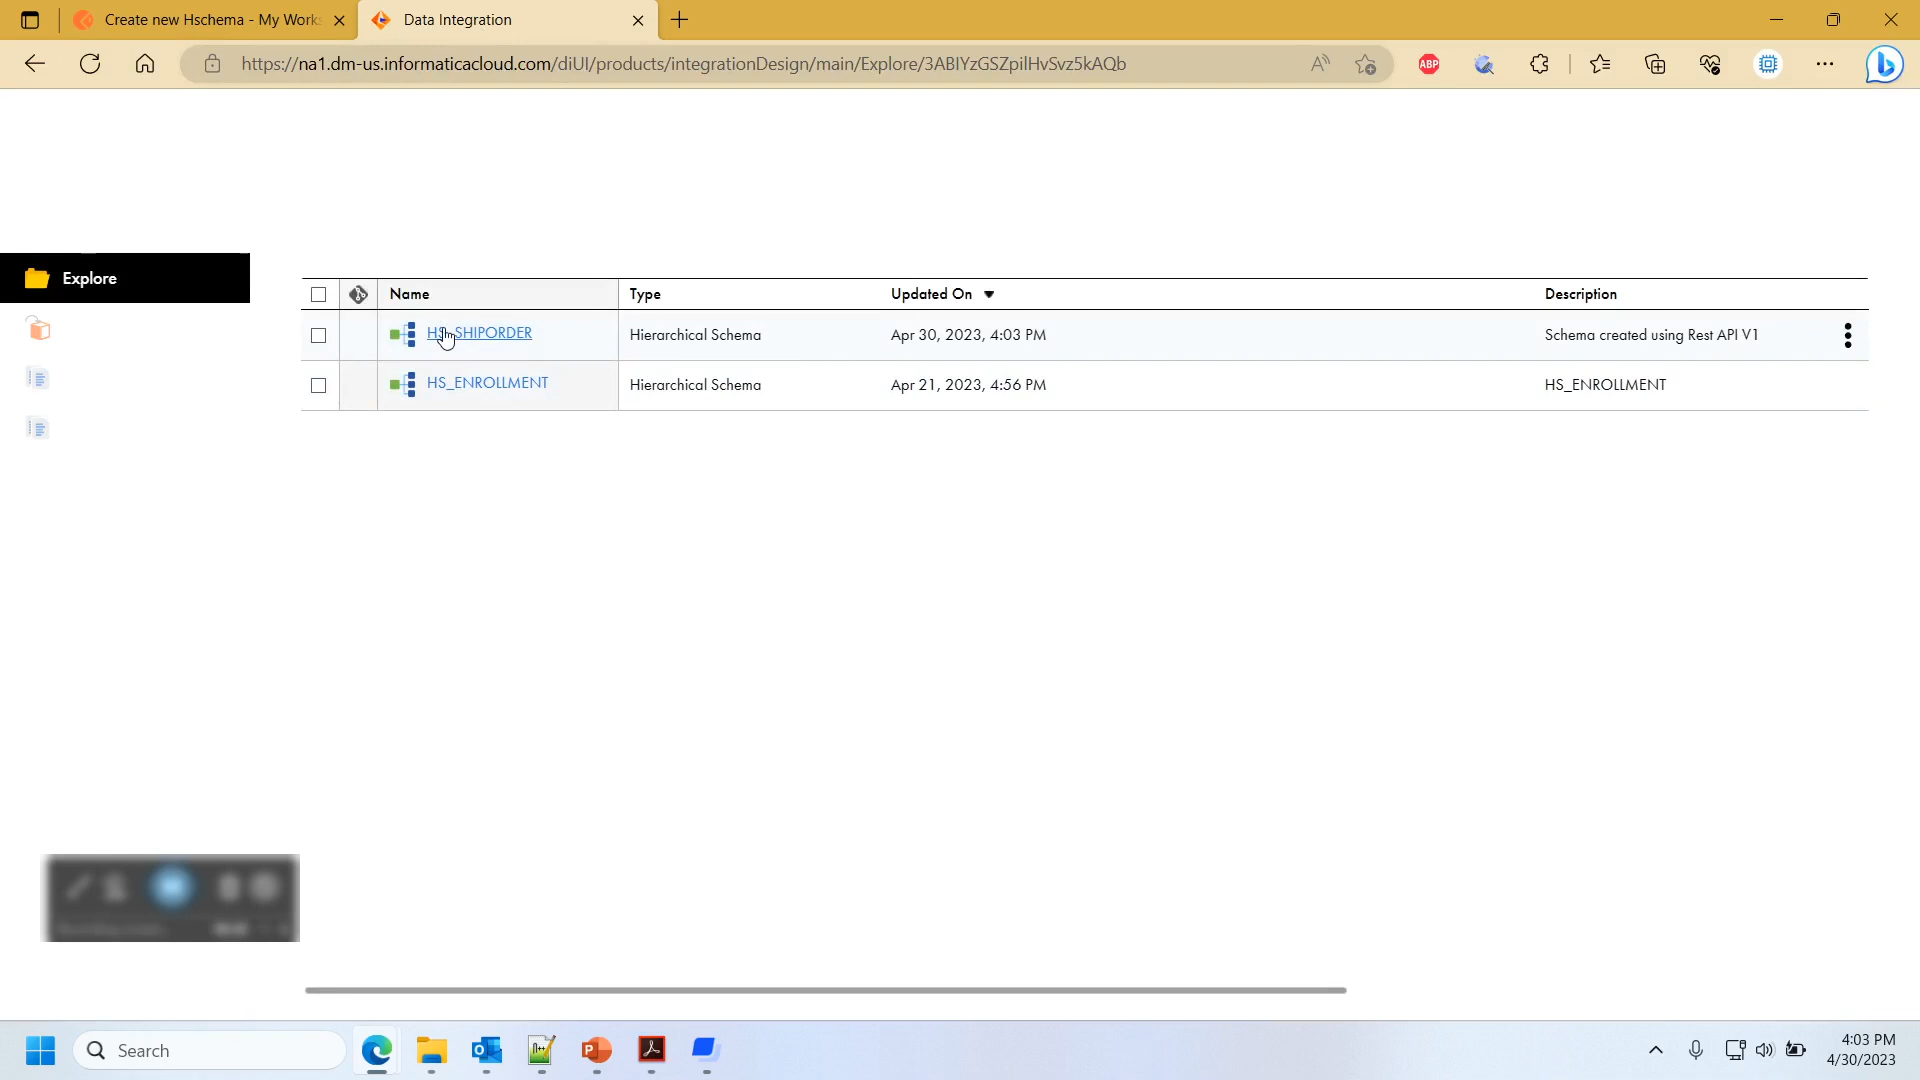 Create new Hschema - My Works
Data Integration
https://na1.dm-us.informaticacloud.com/diUI/products/integrationDesign/main/Explore/3ABIYzGSZpilHvSvz5kAQb
ABP
Explore
Name Type Updated On Description
HS_SHIPORDER Hierarchical Schema Apr 30, 2023, 4:03 PM Schema created using Rest API V1
HS_ENROLLMENT Hierarchical Schema Apr 21, 2023, 4:56 PM HS_ENROLLMENT
Search
4:03 PM
4/30/2023